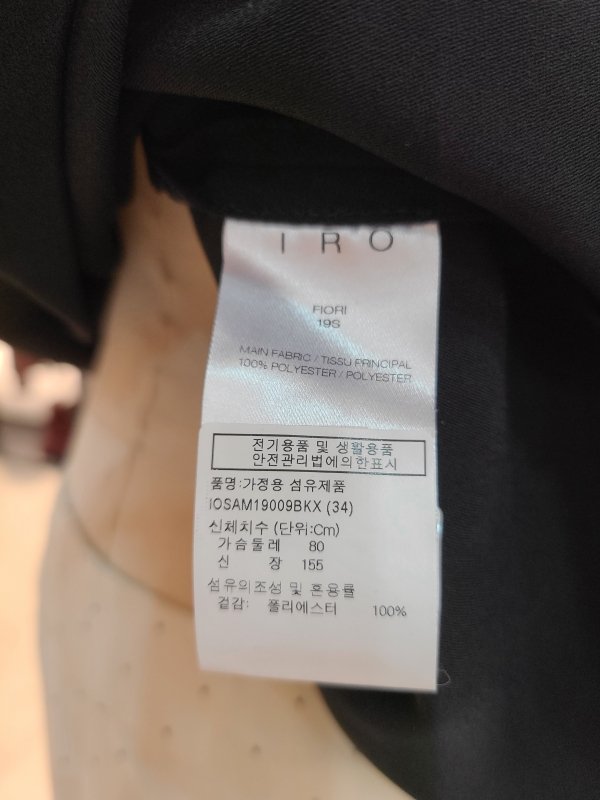 IRO
FIORI
19S
MAIN FABRIC / TISSU PRINCIPAL
100% POLYESTER / POLYESTER
전기용품 및 생활용품
안전관리법에의한표시
품명:가정용 섬유제품
IOSAM19009BKX (34)
신체치수 (단위:Cm)
가슴둘레 80
신 장 155
섬유의조성 및 혼용률
겉감: 폴리에스터 100%